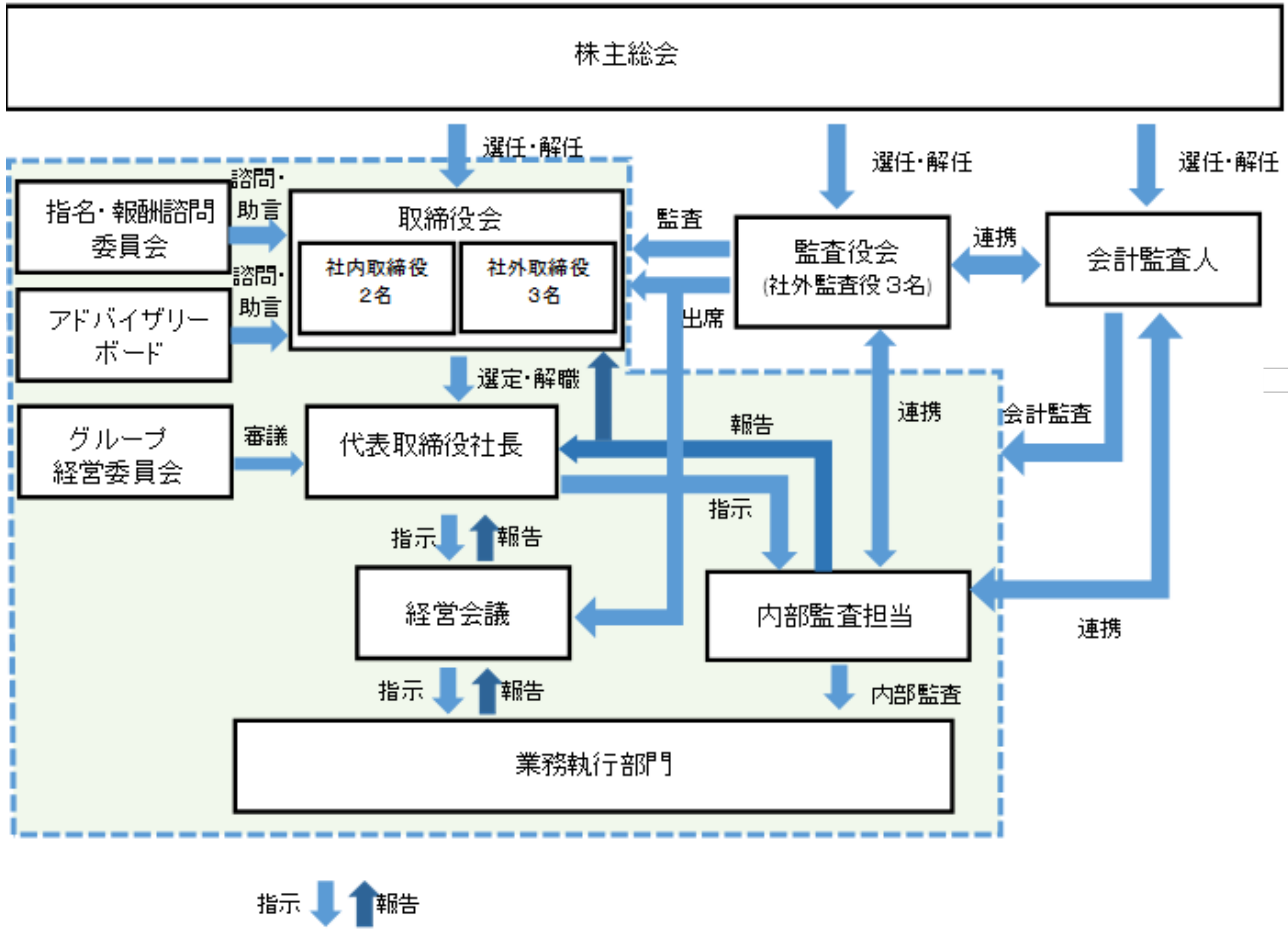 株主総会
選任・解任
選任・解任
選任・解任
指名・報酬諮問
委員会
諮問・
助言
取締役会
社内取締役
2名
社外取締役
3名
監査
監査役会
(社外監査役3名)
連携
会計監査人
アドバイザリー
ボード
諮問・
助言
出席
選定・解職
グループ
経営委員会
審議
代表取締役社長
報告
連携
会計監査
指示
指示
報告
経営会議
内部監査担当
連携
指示
報告
内部監査
業務執行部門
指示
報告